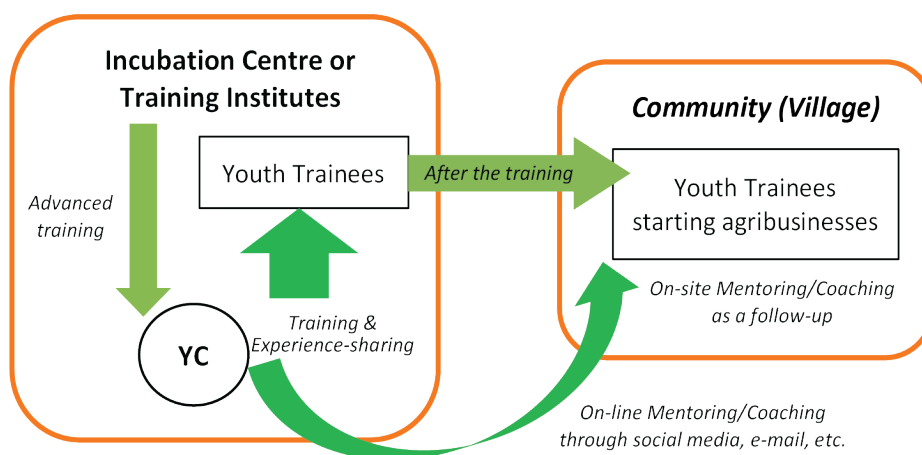 Incubation Centre or
Training Institutes
Advanced
training
Youth Trainees
YC
Training &
Experience-sharing
After the training
Community (Village)
Youth Trainees
starting agribusinesses
On-site Mentoring/Coaching
as a follow-up
On-line Mentoring/Coaching
through social media, e-mail, etc.